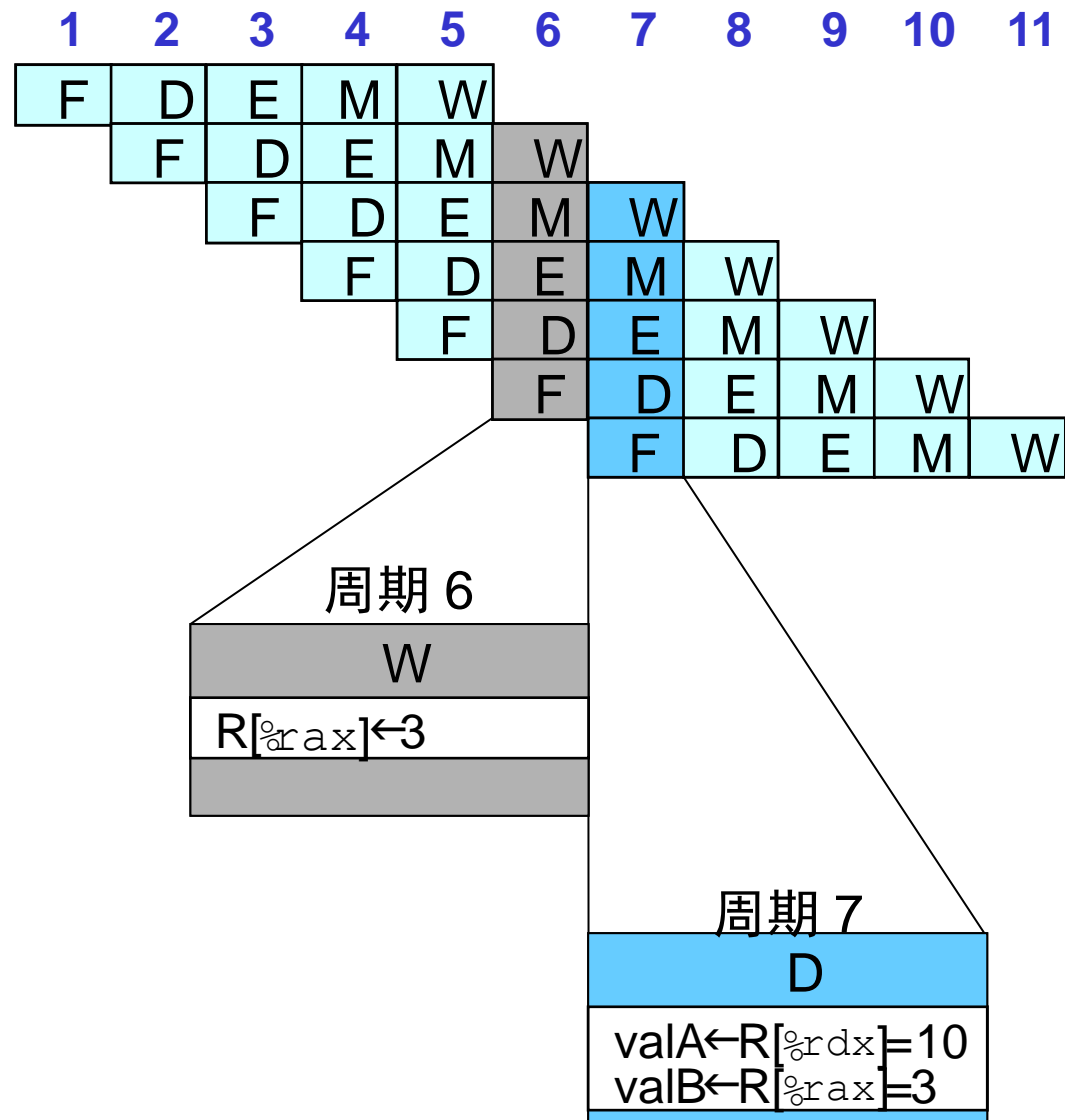 1 2 3 4 5 6 7 8 9 10 11
F D E M W
F D E M W
F D E M W
F D E M W
F D E M W
F D E M W
F D E M W
周期 6
W
R[%rax]←3
周期 7
D
valA←R[%rdx]=10
valB←R[%rax]=3